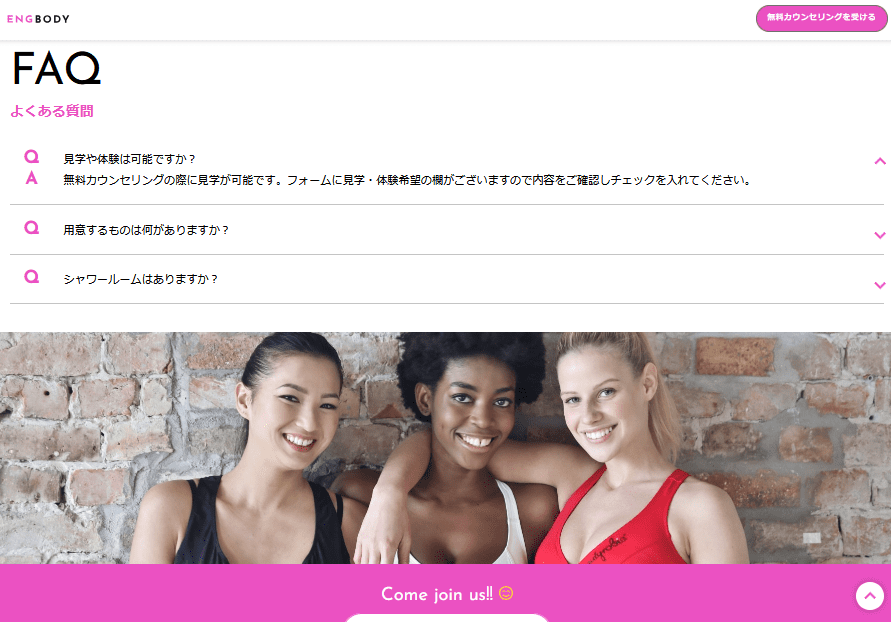 ENGBODY
無料カウンセリングを受ける
FAQ
よくある質問
Q 見学や体験は可能ですか？
A 無料カウンセリングの際に見学が可能です。フォームに見学・体験希望の欄がございますので内容をご確認しチェックを入れてください。
Q 用意するものは何がありますか？
Q シャワールームはありますか？
Come join us!!